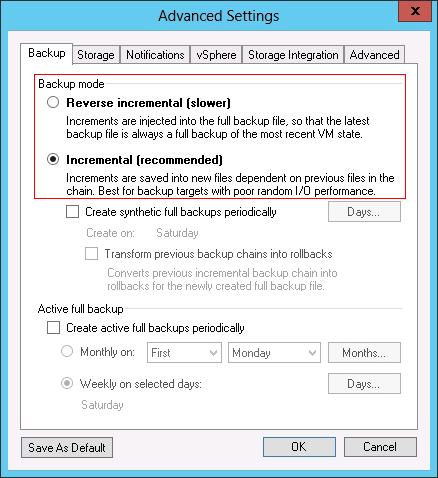 Advanced Settings
x
Backup Storage Notifications vSphere Storage Integration Advanced
Backup mode
Reverse incremental (slower)
Increments are injected into the full backup file, so that the latest
backup file is always a full backup of the most recent VM state.
Incremental (recommended)
Increments are saved into new files dependent on previous files in the
chain. Best for backup targets with poor random I/O performance.
Create synthetic full backups periodically Days...
Create on: Saturday
Transform previous backup chains into rollbacks
Converts previous incremental backup chain into
rollbacks for the newly created full backup file.
Active full backup
Create active full backups periodically
Monthly on: First Monday Months...
Weekly on selected days: Days...
Saturday
Save As Default OK Cancel